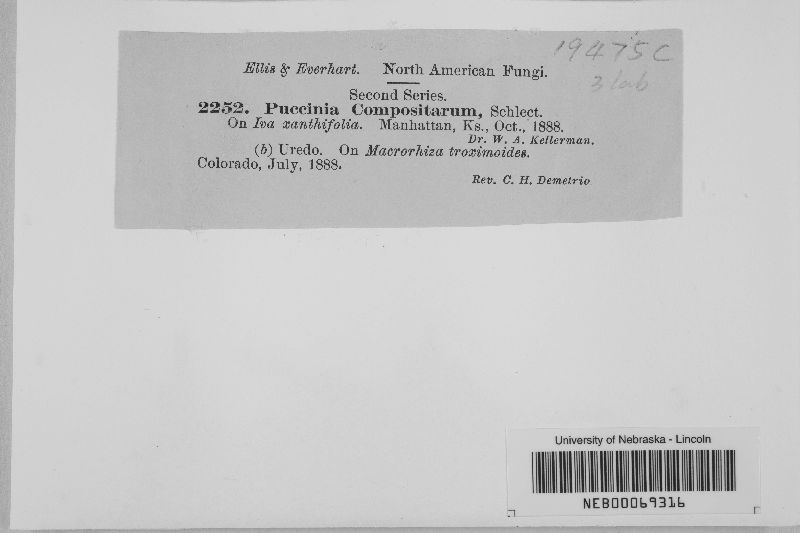 19475C
3 lab
Ellis & Everhart. North American Fungi.
Second Series.
2252. Puccinia Compositarum, Schlect.
On Iva xanthifolia. Manhattan, Ks., Oct., 1888.
Dr. W. A. Kellerman.
(b) Uredo. On Macrorhiza troximoides.
Colorado, July, 1888.
Rev. C. H. Demetrio
University of Nebraska - Lincoln
NEB00069316